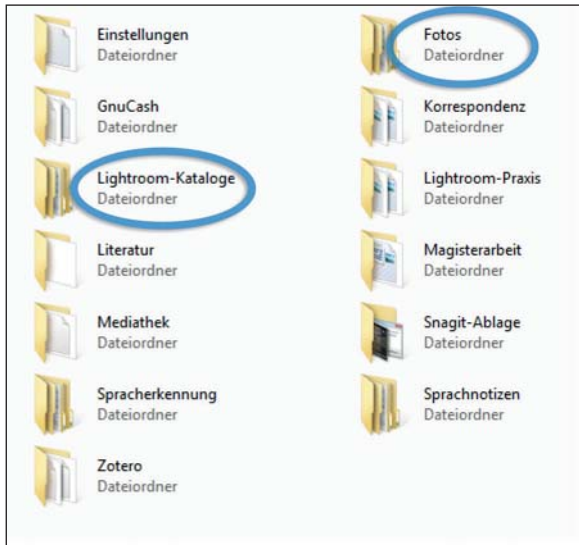 Einstellungen
Dateiordner
Fotos
Dateiordner
GnuCash
Dateiordner
Korrespondenz
Dateiordner
Lightroom-Kataloge
Dateiordner
Lightroom-Praxis
Dateiordner
Literatur
Dateiordner
Magisterarbeit
Dateiordner
Mediathek
Dateiordner
Snagit-Ablage
Dateiordner
Spracherkennung
Dateiordner
Sprachnotizen
Dateiordner
Zotero
Dateiordner